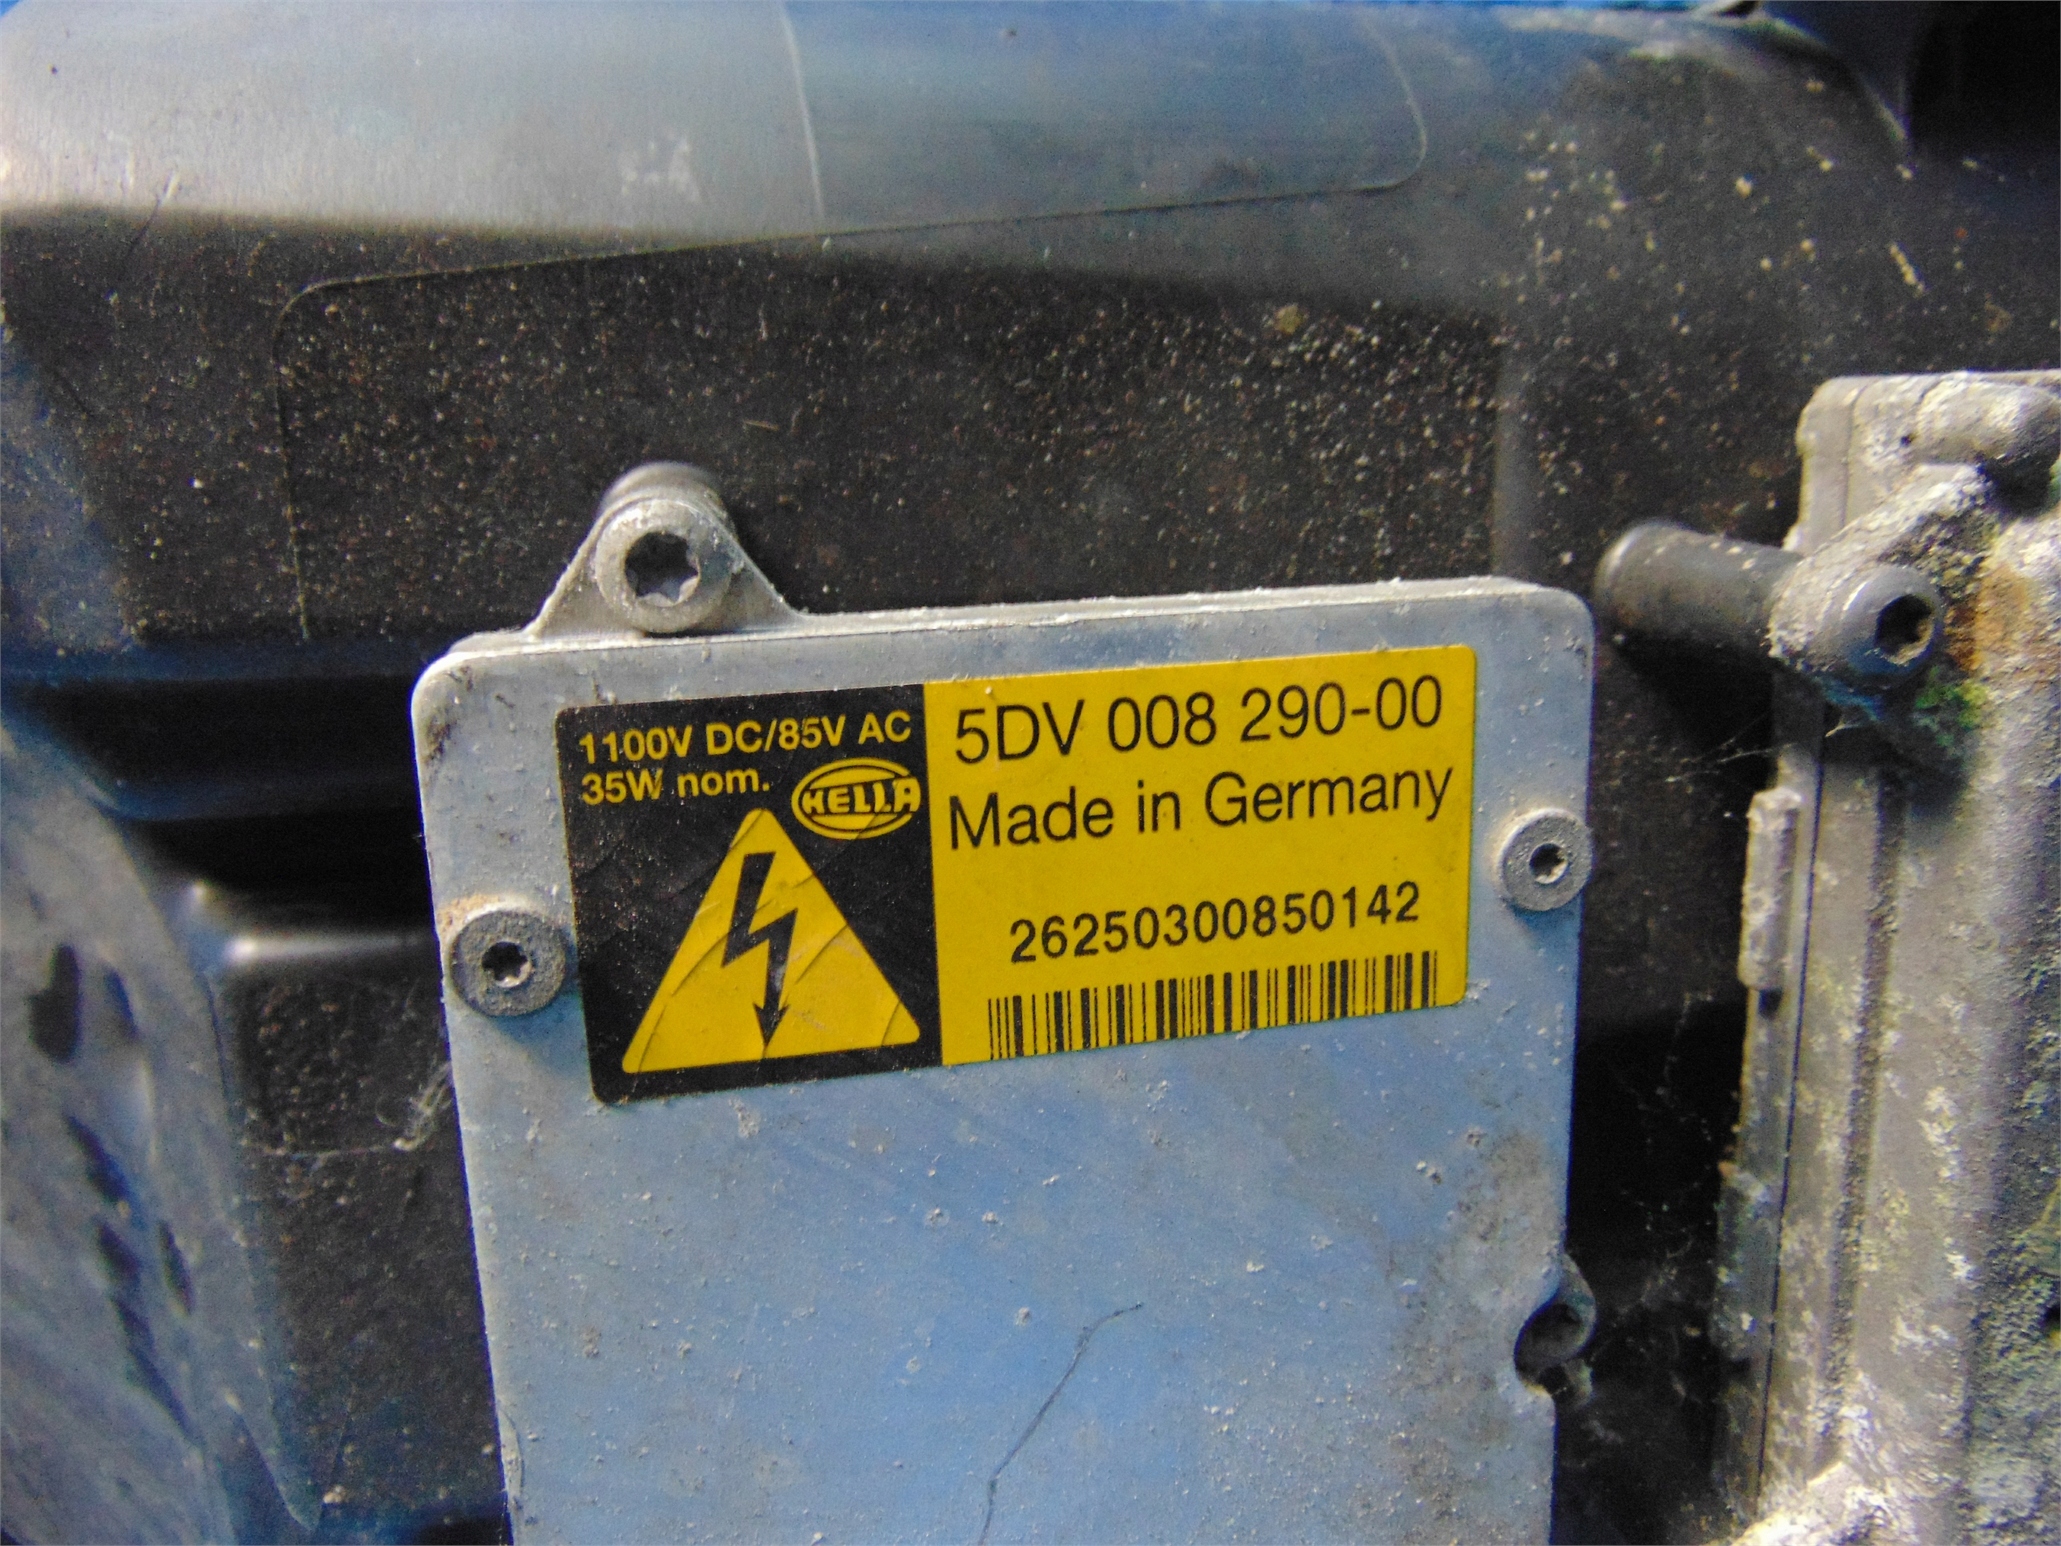 1100V DC/85V AC
35W nom.
HELLA
5DV 008 290-00
Made in Germany
26250300850142